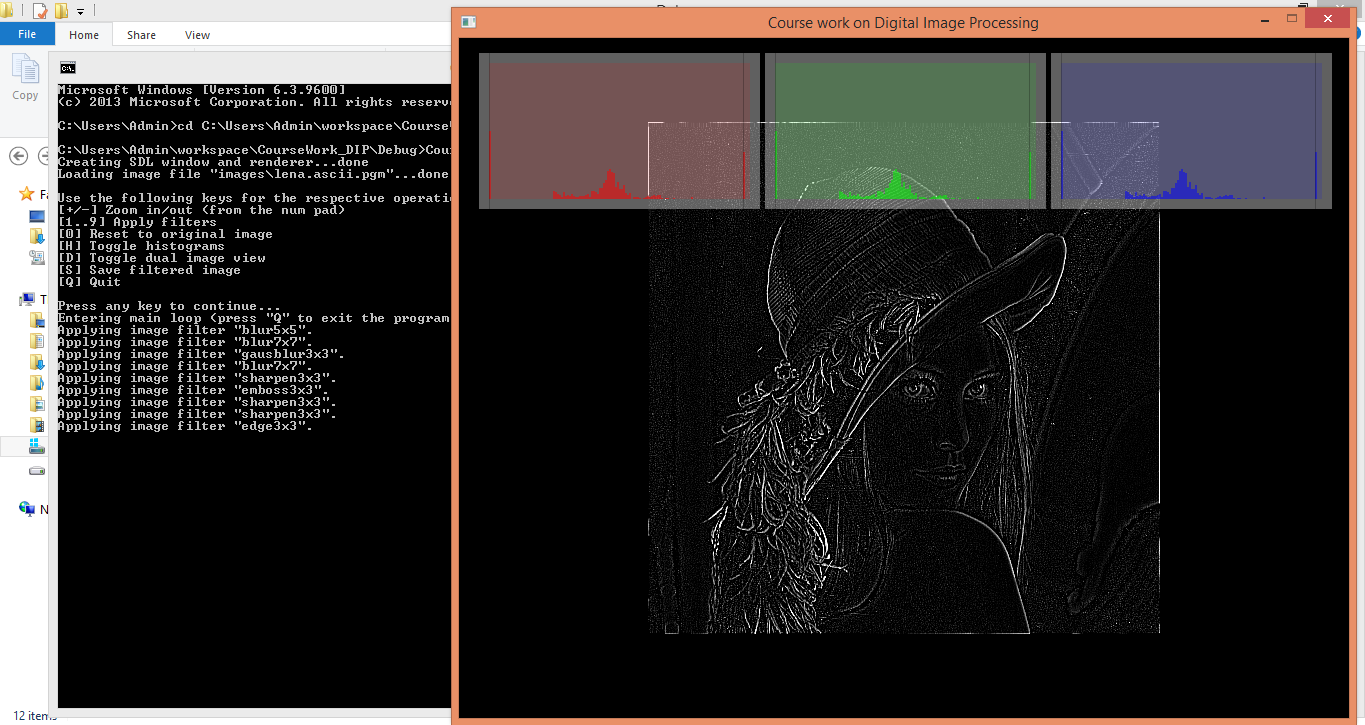 Course work on Digital Image Processing
File Home Share View
Copy
Microsoft Windows [Version 6.3.9600]
(c) 2013 Microsoft Corporation. All rights
C:\Users\Admin>cd C:\Users\Admin\workspace\
C:\Users\Admin\workspace\CourseWork_DIP\Debug>
Creating SDL window and renderer...done
Loading image file "images\lena.ascii.pgm"...done
Use the following keys for the respective
[+/-] Zoom in/out (from the num pad)
[1..9] Apply filters
[0] Reset to original image
[H] Toggle histograms
[D] Toggle dual image view
[S] Save filtered image
[Q] Quit
Press any key to continue...
Entering main loop (press "Q" to exit the program
Applying image filter "blur5x5".
Applying image filter "blur7x7".
Applying image filter "gausblur3x3".
Applying image filter "blur7x7".
Applying image filter "sharpen3x3".
Applying image filter "emboss3x3".
Applying image filter "sharpen3x3".
Applying image filter "sharpen3x3".
Applying image filter "edge3x3".
12 items